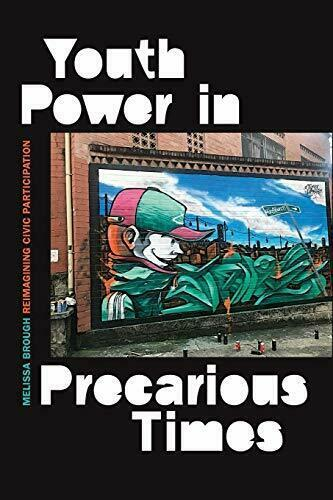 Youth
Power in
MELISSA BROUGH REIMAGINING CIVIC PARTICIPATION
Precarious
Times